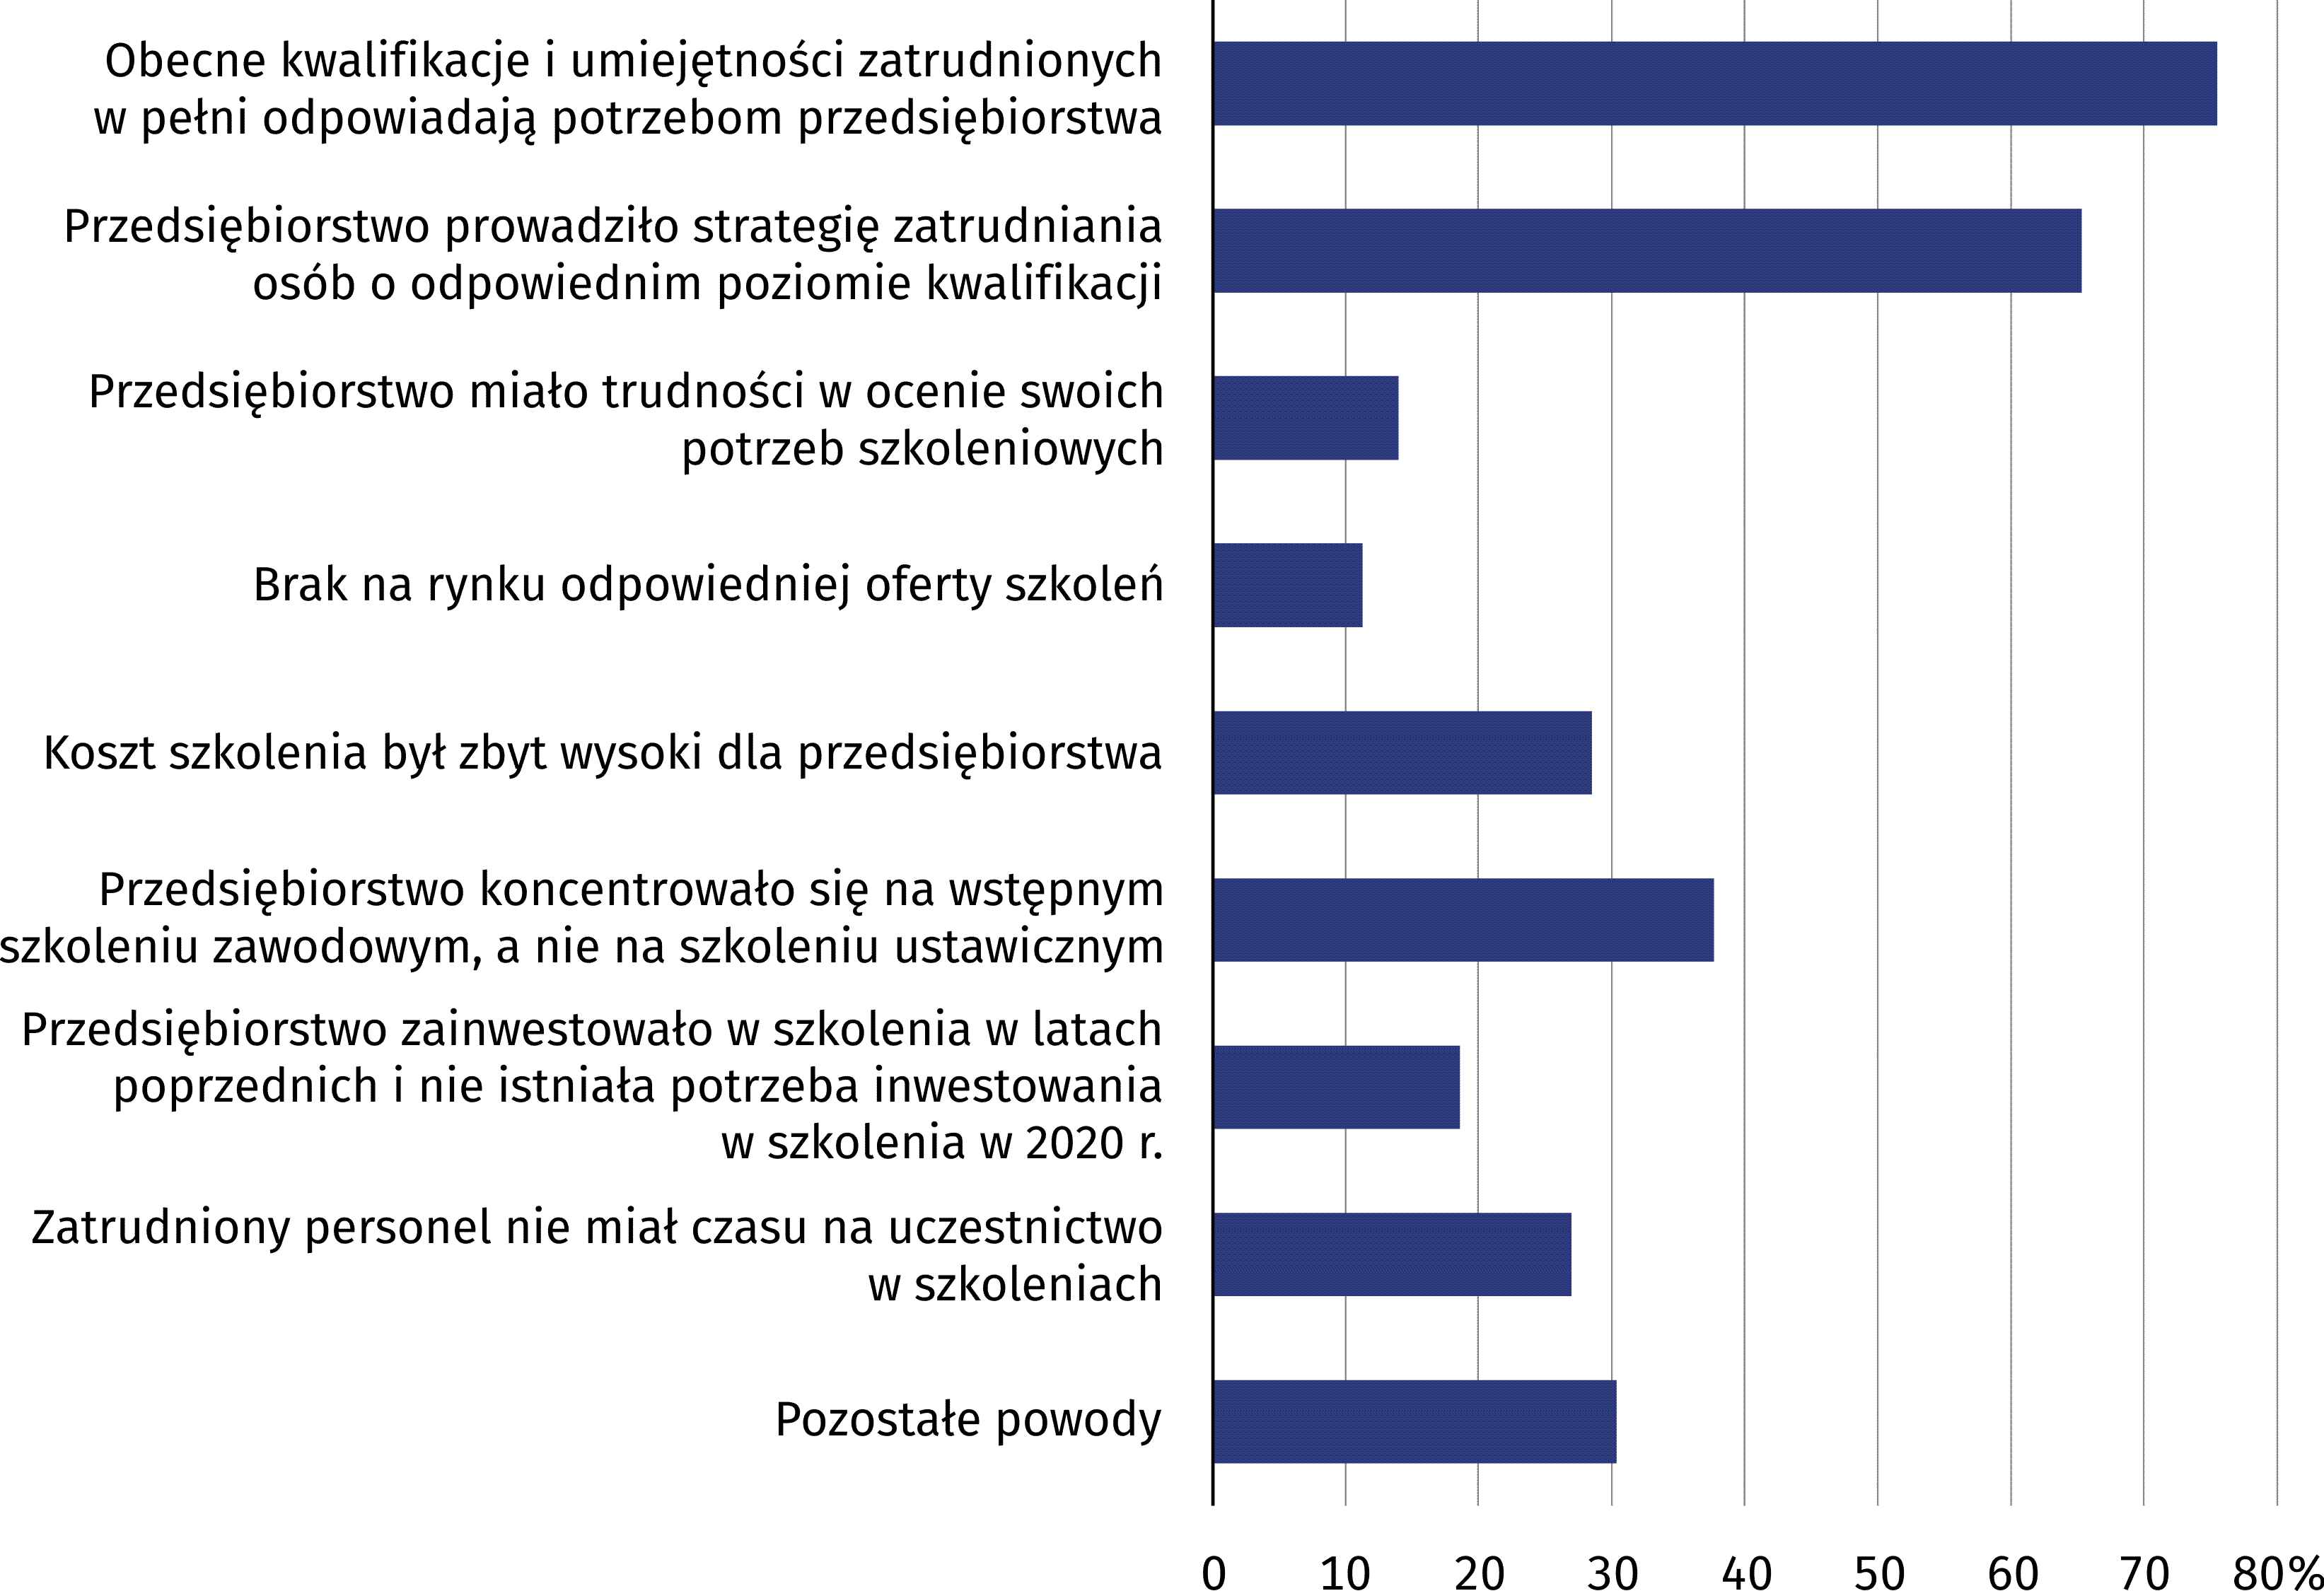 Obecne kwalifikacje i umiejętności zatrudnionych
w pełni odpowiadają potrzebom przedsiębiorstwa
Przedsiębiorstwo prowadziło strategię zatrudniania
osób o odpowiednim poziomie kwalifikacji
Przedsiębiorstwo miało trudności w ocenie swoich
potrzeb szkoleniowych
Brak na rynku odpowiedniej oferty szkoleń
Koszt szkolenia był zbyt wysoki dla przedsiębiorstwa
Przedsiębiorstwo koncentrowało się na wstępnym
szkoleniu zawodowym, a nie na szkoleniu ustawicznym
Przedsiębiorstwo zainwestowało w szkolenia w latach
poprzednich i nie istniała potrzeba inwestowania
w szkolenia w 2020 r.
Zatrudniony personel nie miał czasu na uczestnictwo
w szkoleniach
Pozostałe powody
0 10 20 30 40 50 60 70 80%